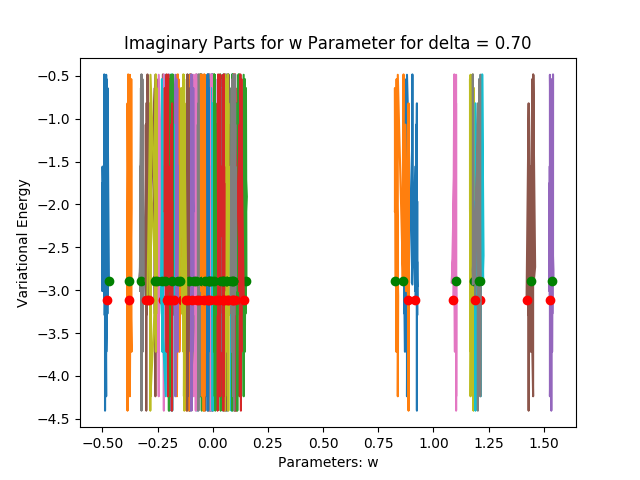 Imaginary Parts for w Parameter for delta = 0.70
Variational Energy
−0.5
−1.0
−1.5
−2.0
−2.5
−3.0
−3.5
−4.0
−4.5
−0.50 −0.25 0.00 0.25 0.50 0.75 1.00 1.25 1.50
Parameters: w